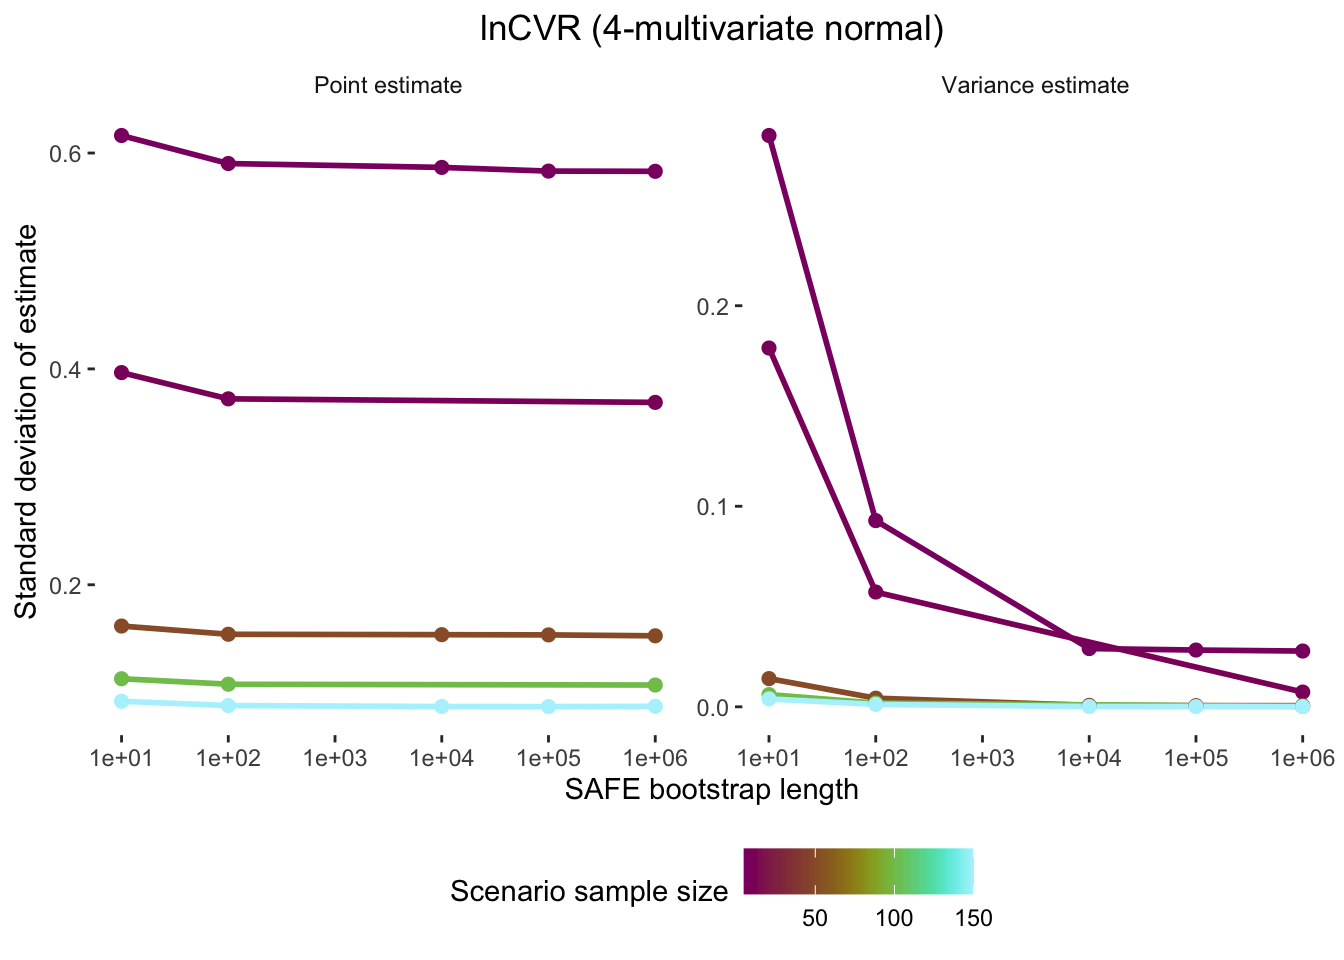 lnCVR (4-multivariate normal)
Point estimate
Variance estimate
Standard deviation of estimate
0.6
0.4
0.2
0.2
0.1
0.0
1e+01 1e+02 1e+03 1e+04 1e+05 1e+06
1e+01 1e+02 1e+03 1e+04 1e+05 1e+06
SAFE bootstrap length
Scenario sample size
50 100 150